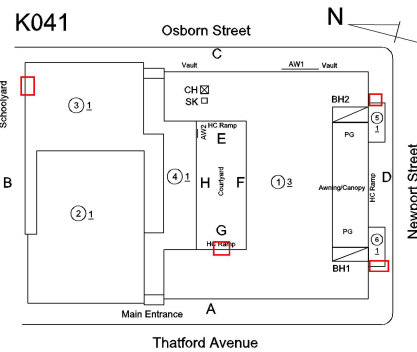 K041
Osborn Street
N
C
Vault
AW1
Vault
CH
SK
BH2
Schoolyard
3 1
AW2
HC Ramp
E
PG
5
1
B
4 1
H
Courtyard
F
1 3
Awning/Canopy
HC Ramp
D
Newport Street
2 1
G
HC Ramp
PG
6
1
BH1
Main Entrance
A
Thatford Avenue